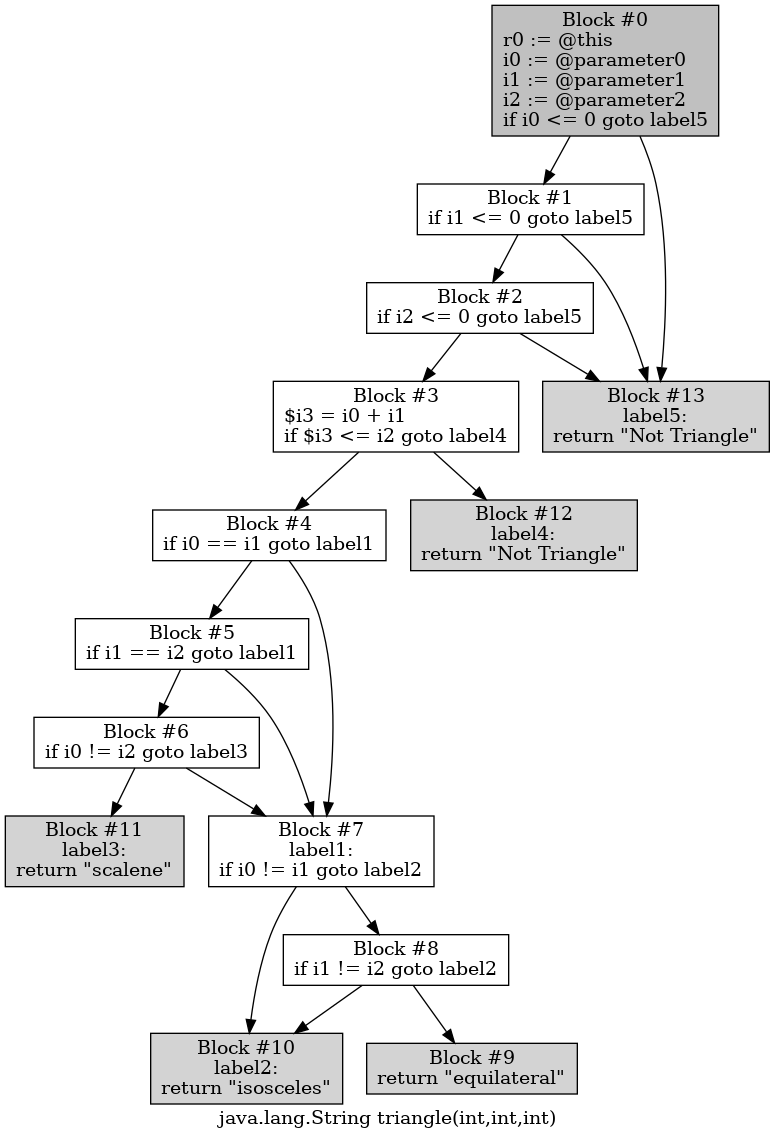 Block #0
r0 := @this
i0 := @parameter0
i1 := @parameter1
i2 := @parameter2
if i0 <= 0 goto label5
Block #1
if i1 <= 0 goto label5
Block #2
if i2 <= 0 goto label5
Block #3
$i3 = i0 + i1
if $i3 <= i2 goto label4
Block #13
label5:
return "Not Triangle"
Block #4
if i0 == i1 goto label1
Block #12
label4:
return "Not Triangle"
Block #5
if i1 == i2 goto label1
Block #6
if i0 != i2 goto label3
Block #11
label3:
return "scalene"
Block #7
label1:
if i0 != i1 goto label2
Block #8
if i1 != i2 goto label2
Block #10
label2:
return "isosceles"
Block #9
return "equilateral"
java.lang.String triangle(int,int,int)